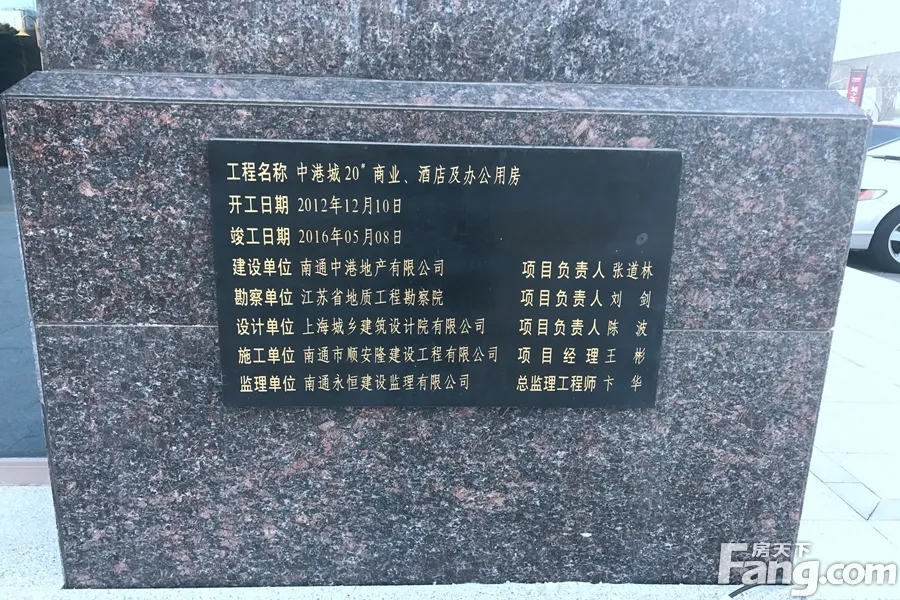 工程名称 中港城20# 商业、酒店及办公用房
开工日期 2012年12月10日
竣工日期 2016年05月08日
建设单位 南通中港地产有限公司 项目负责人 张道林
勘察单位 江苏省地质工程勘察院 项目负责人 刘 剑
设计单位 上海城乡建筑设计院有限公司 项目负责人 陈 波
施工单位 南通市顺安隆建设工程有限公司 项目经理 王 彬
监理单位 南通永恒建设监理有限公司 总监理工程师 卞 华
房天下
Fang.com